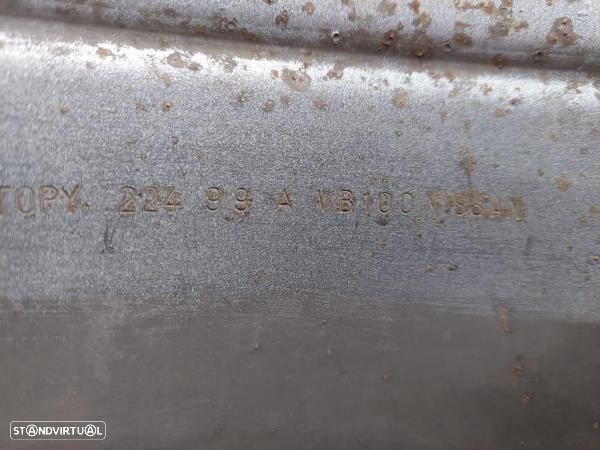 TOPY. 224 99 A VB100 NISSAN
STANDVIRTUAL